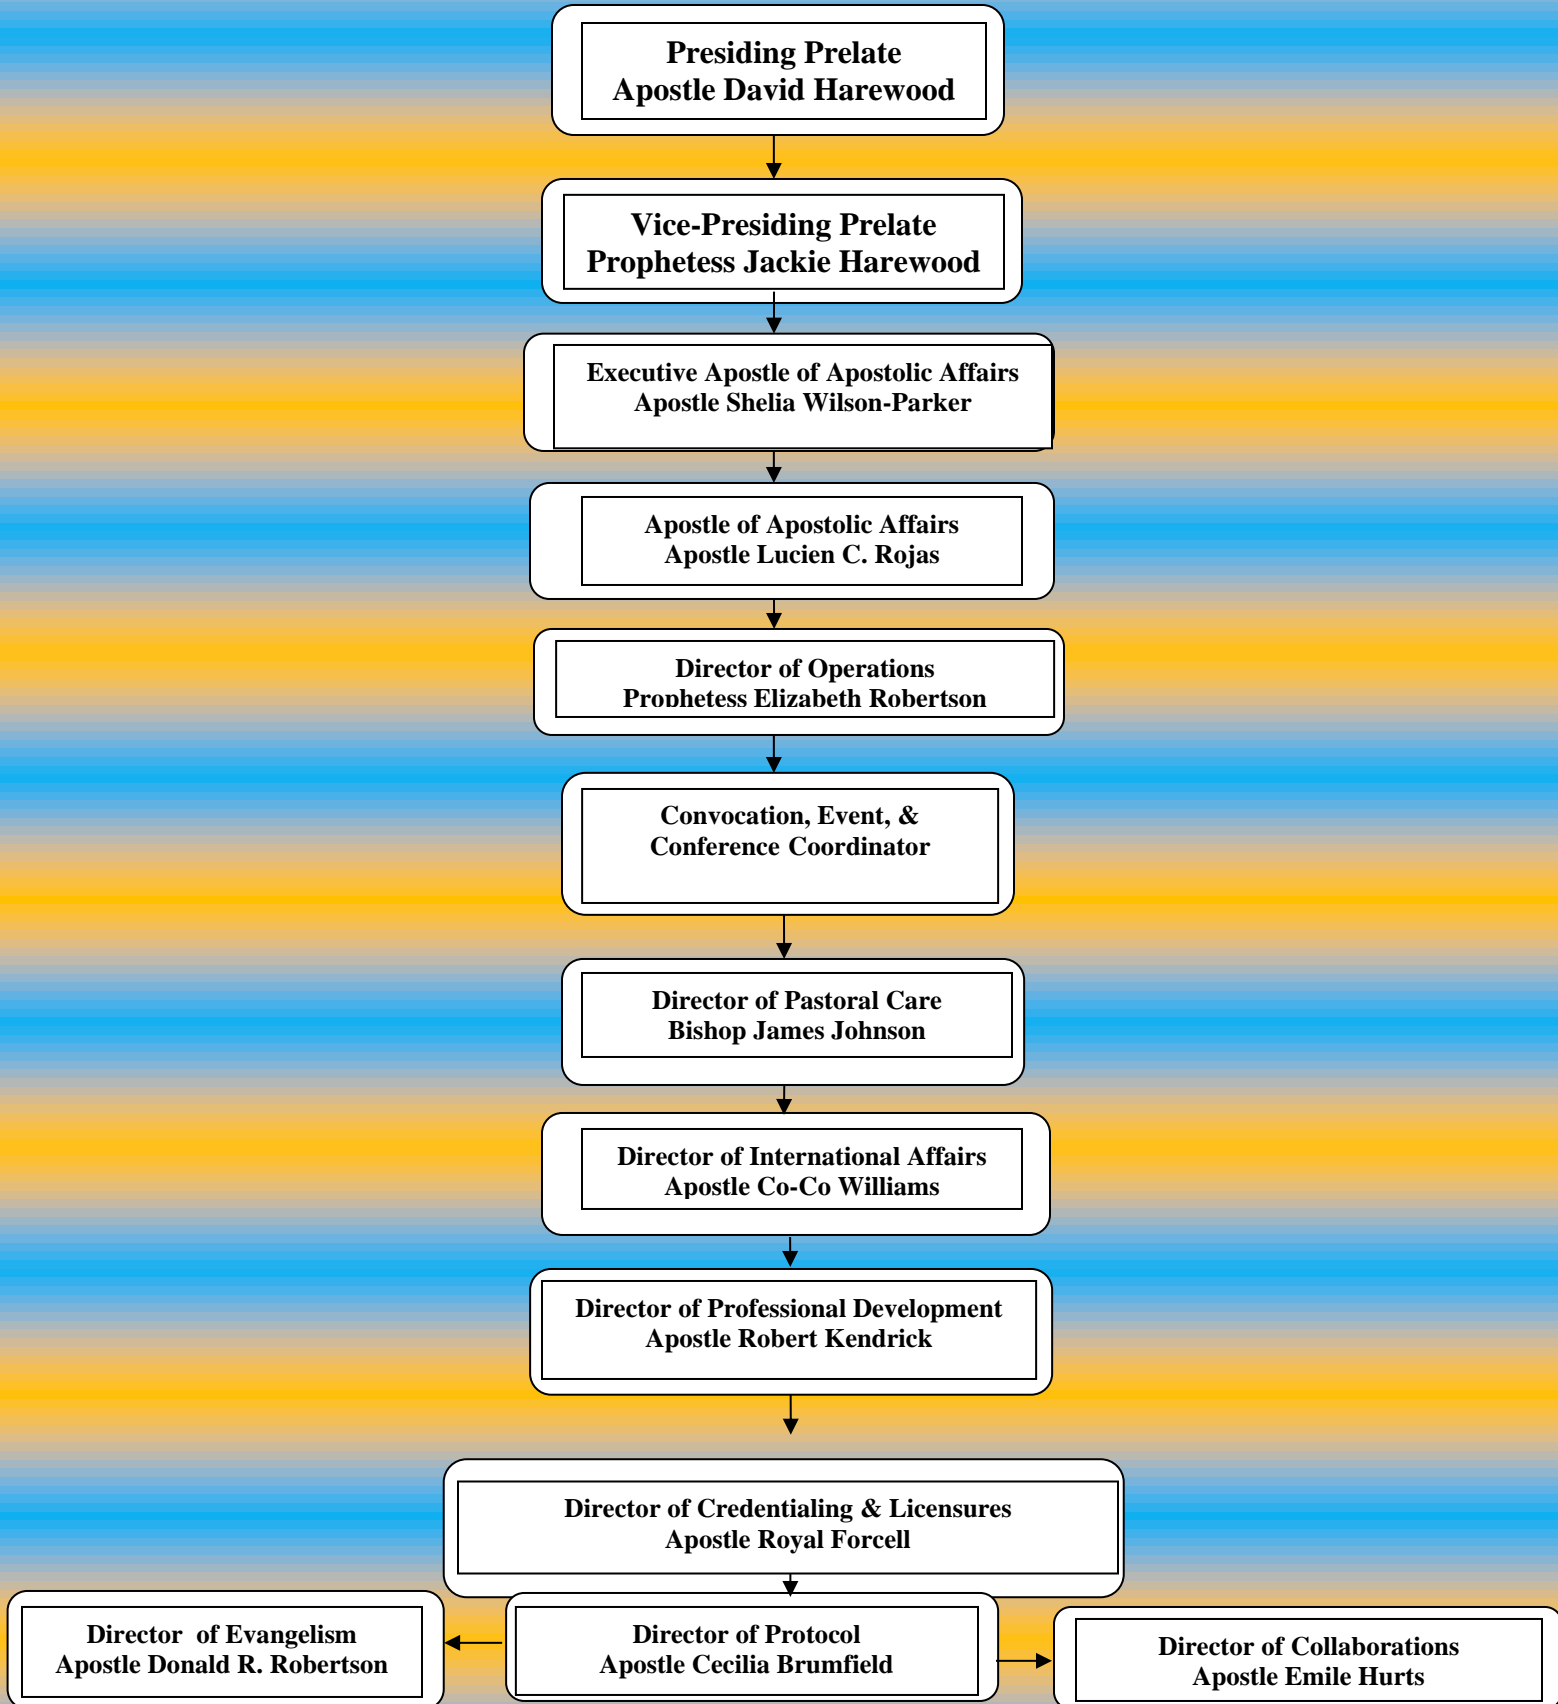 Presiding Prelate
Apostle David Harewood
Vice-Presiding Prelate
Prophetess Jackie Harewood
Executive Apostle of Apostolic Affairs
Apostle Shelia Wilson-Parker
Apostle of Apostolic Affairs
Apostle Lucien C. Rojas
Director of Operations
Prophetess Elizabeth Robertson
Convocation, Event, &
Conference Coordinator
Director of Pastoral Care
Bishop James Johnson
Director of International Affairs
Apostle Co-Co Williams
Director of Professional Development
Apostle Robert Kendrick
Director of Credentialing & Licensures
Apostle Royal Forcell
Director of Evangelism
Apostle Donald R. Robertson
Director of Protocol
Apostle Cecilia Brumfield
Director of Collaborations
Apostle Emile Hurts